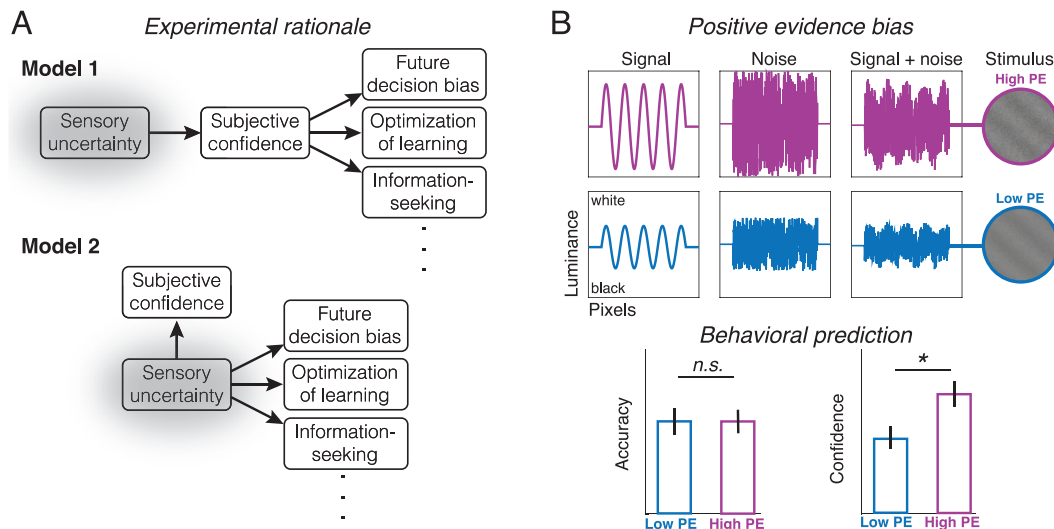 A
Experimental rationale
Model 1
Sensory
uncertainty
Subjective
confidence
Future
decision bias
Optimization
of learning
Information-
seeking
Model 2
Subjective
confidence
Sensory
uncertainty
Future
decision bias
Optimization
of learning
Information-
seeking
B
Positive evidence bias
Signal
Noise
Signal + noise
Stimulus
High PE
Low PE
white
black
Luminance
Pixels
Behavioral prediction
n.s.
Accuracy
Low PE
High PE
*
Confidence
Low PE
High PE